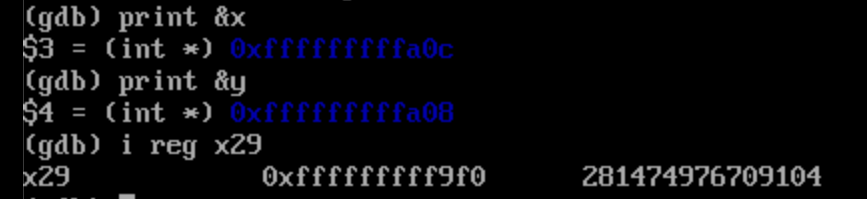 (gdb) print &x
$3 = (int *) 0xfffffffffa0c
(gdb) print &y
$4 = (int *) 0xfffffffffa08
(gdb) i reg x29
x29 0xfffffffff9f0 281474976709104